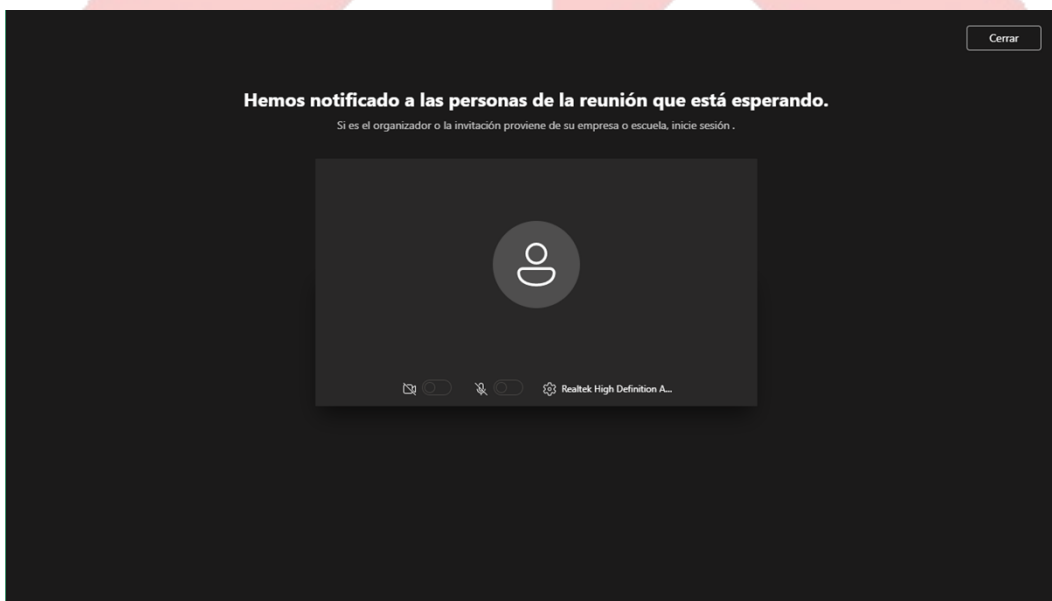 Cerrar
Hemos notificado a las personas de la reunión que está esperando.
Si es el organizador o la invitación proviene de su empresa o escuela, inicie sesión .
Realtek High Definition A...